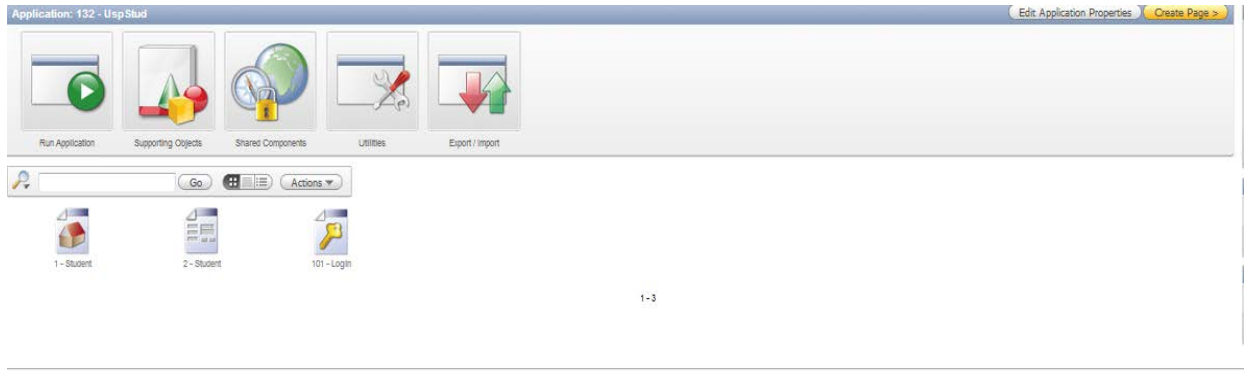 Application: 132 - UspStud
Edit Application Properties Create Page >
Run Application Supporting Objects Shared Components Utilities Export / Import
Go Actions
1 - Student 2 - Student 101 - LogIn
1 - 3